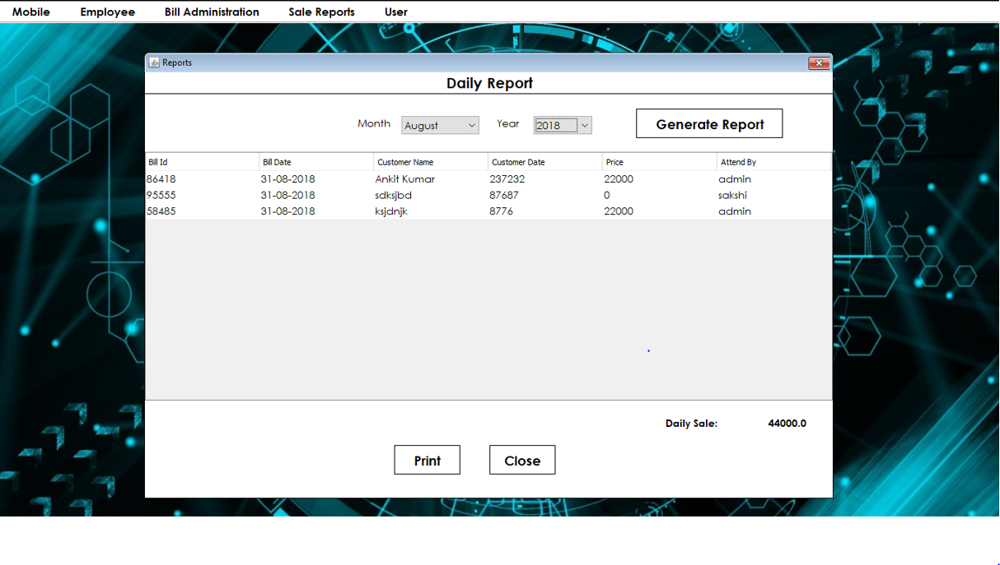 Mobile Employee Bill Administration Sale Reports User
Reports
Daily Report
Month August Year 2018 Generate Report
Bill Id Bill Date Customer Name Customer Date Price Attend By
86418 31-08-2018 Ankit Kumar 237232 22000 admin
95555 31-08-2018 sdksjbd 87687 0 sakshi
58485 31-08-2018 ksjdnjk 8776 22000 admin
Daily Sale: 44000.0
Print Close